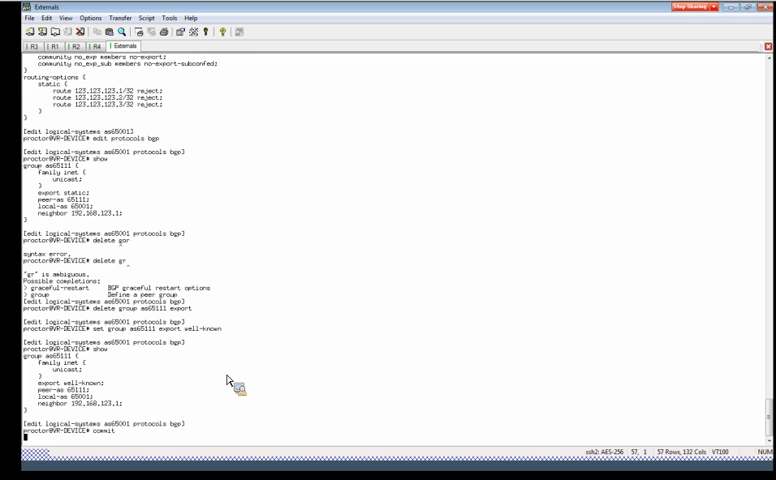 Externals
Stop Sharing
File Edit View Options Transfer Script Tools Help
R3 R1 R2 R4 Externals
community no_exp members no-export;
community no_exp_sub members no-export-subconfed;
}
routing-options {
static {
route 123.123.123.1/32 reject;
route 123.123.123.2/32 reject;
route 123.123.123.3/32 reject;
}
}
[edit logical-systems as65001]
proctor@VR-DEVICE# edit protocols bgp
[edit logical-systems as65001 protocols bgp]
proctor@VR-DEVICE# show
group as65111 {
family inet {
unicast;
}
export static;
peer-as 65111;
local-as 65001;
neighbor 192.168.123.1;
}
[edit logical-systems as65001 protocols bgp]
proctor@VR-DEVICE# delete gor
^
syntax error.
proctor@VR-DEVICE# delete gr
^
"gr" is ambiguous.
Possible completions:
> graceful-restart BGP graceful restart options
> group Define a peer group
[edit logical-systems as65001 protocols bgp]
proctor@VR-DEVICE# delete group as65111 export
[edit logical-systems as65001 protocols bgp]
proctor@VR-DEVICE# set group as65111 export well-known
[edit logical-systems as65001 protocols bgp]
proctor@VR-DEVICE# show
group as65111 {
family inet {
unicast;
}
export well-known;
peer-as 65111;
local-as 65001;
neighbor 192.168.123.1;
}
[edit logical-systems as65001 protocols bgp]
proctor@VR-DEVICE# commit
ssh2: AES-256 57, 1 57 Rows, 132 Cols VT100 NUM